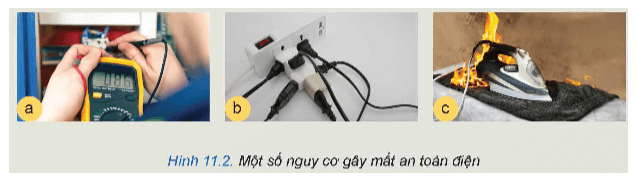 a
b
c
Hình 11.2. Một số nguy cơ gây mất an toàn điện